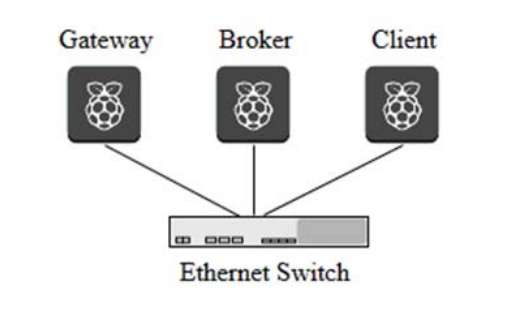 Gateway
Broker
Client
Ethernet Switch